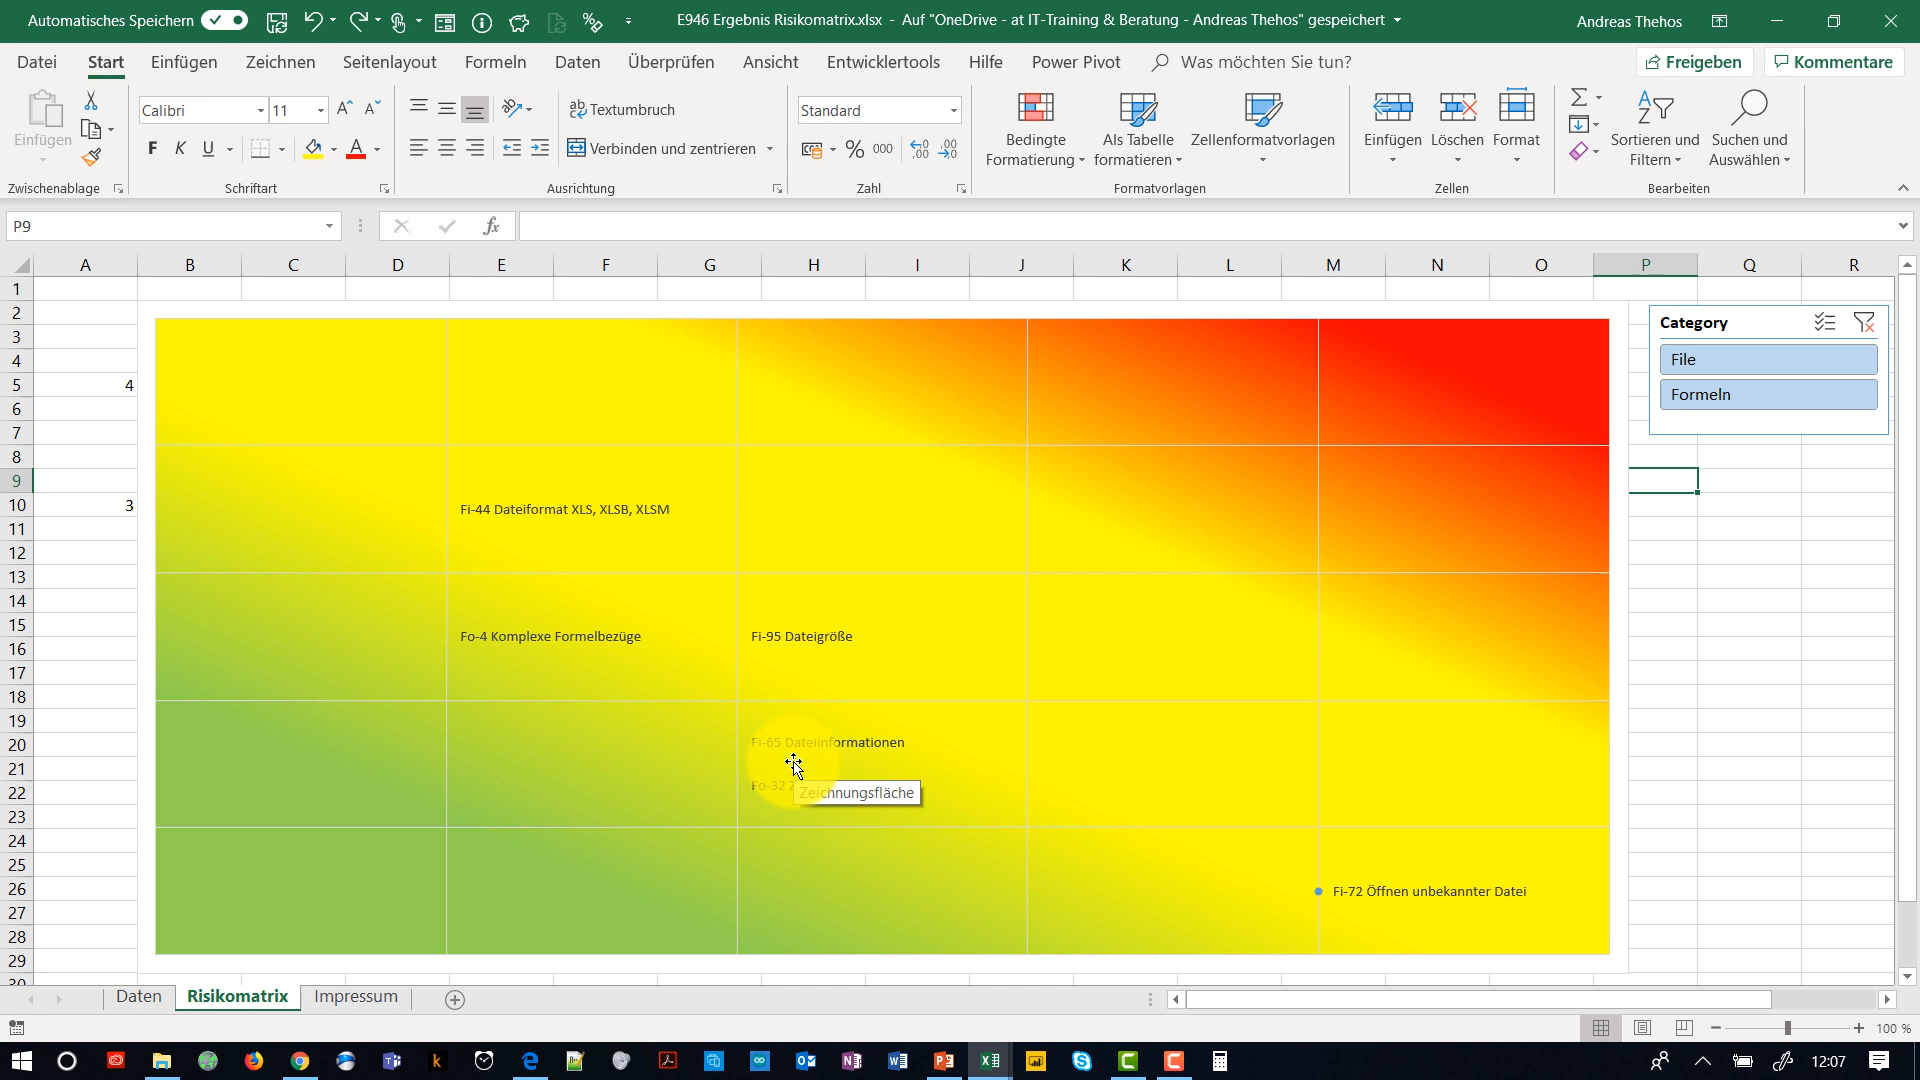 Automatisches Speichern
E946 Ergebnis Risikomatrix.xlsx - Auf "OneDrive - at IT-Training & Beratung - Andreas Thehos" gespeichert
Andreas Thehos
Datei Start Einfügen Zeichnen Seitenlayout Formeln Daten Überprüfen Ansicht Entwicklertools Hilfe Power Pivot Was möchten Sie tun? Freigeben Kommentare
Einfügen
Zwischenablage
Calibri 11
F K U
Schriftart
Textumbruch
Verbinden und zentrieren
Ausrichtung
Standard
% 000
Zahl
Bedingte
Formatierung
Als Tabelle
formatieren
Zellenformatvorlagen
Formatvorlagen
Einfügen Löschen Format
Zellen
Sortieren und
Filtern
Suchen und
Auswählen
Bearbeiten
P9
fx
A B C D E F G H I J K L M N O P Q R
1
2
3
4
5 4
6
7
8
9
10 3
11
12
13
14
15
16
17
18
19
20
21
22
23
24
25
26
27
28
29
30
Category
File
Formeln
Fi-44 Dateiformat XLS, XLSB, XLSM
Fo-4 Komplexe Formelbezüge
Fi-95 Dateigröße
Fi-65 Dateiinformationen
Fo-32
Zeichnungsfläche
Fi-72 Öffnen unbekannter Datei
Daten Risikomatrix Impressum
100 %
12:07